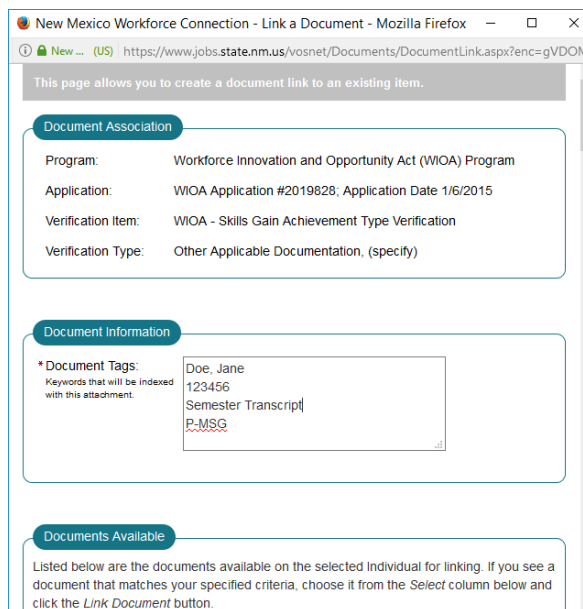 New Mexico Workforce Connection - Link a Document - Mozilla Firefox
New ... (US) https://www.jobs.state.nm.us/vosnet/Documents/DocumentLink.aspx?enc=gVDOM
This page allows you to create a document link to an existing item.
Document Association
Program: Workforce Innovation and Opportunity Act (WIOA) Program
Application: WIOA Application #2019828; Application Date 1/6/2015
Verification Item: WIOA - Skills Gain Achievement Type Verification
Verification Type: Other Applicable Documentation, (specify)
Document Information
* Document Tags:
Keywords that will be indexed
with this attachment.
Doe, Jane
123456
Semester Transcript
P-MSG
Documents Available
Listed below are the documents available on the selected Individual for linking. If you see a
document that matches your specified criteria, choose it from the Select column below and
click the Link Document button.